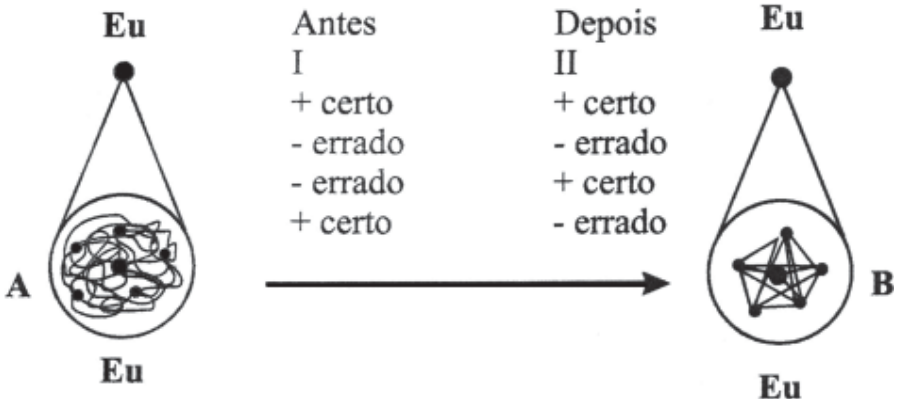 Eu
Antes
Depois
Eu
I
II
+ certo
+ certo
- errado
- errado
- errado
+ certo
+ certo
- errado
A
B
Eu
Eu